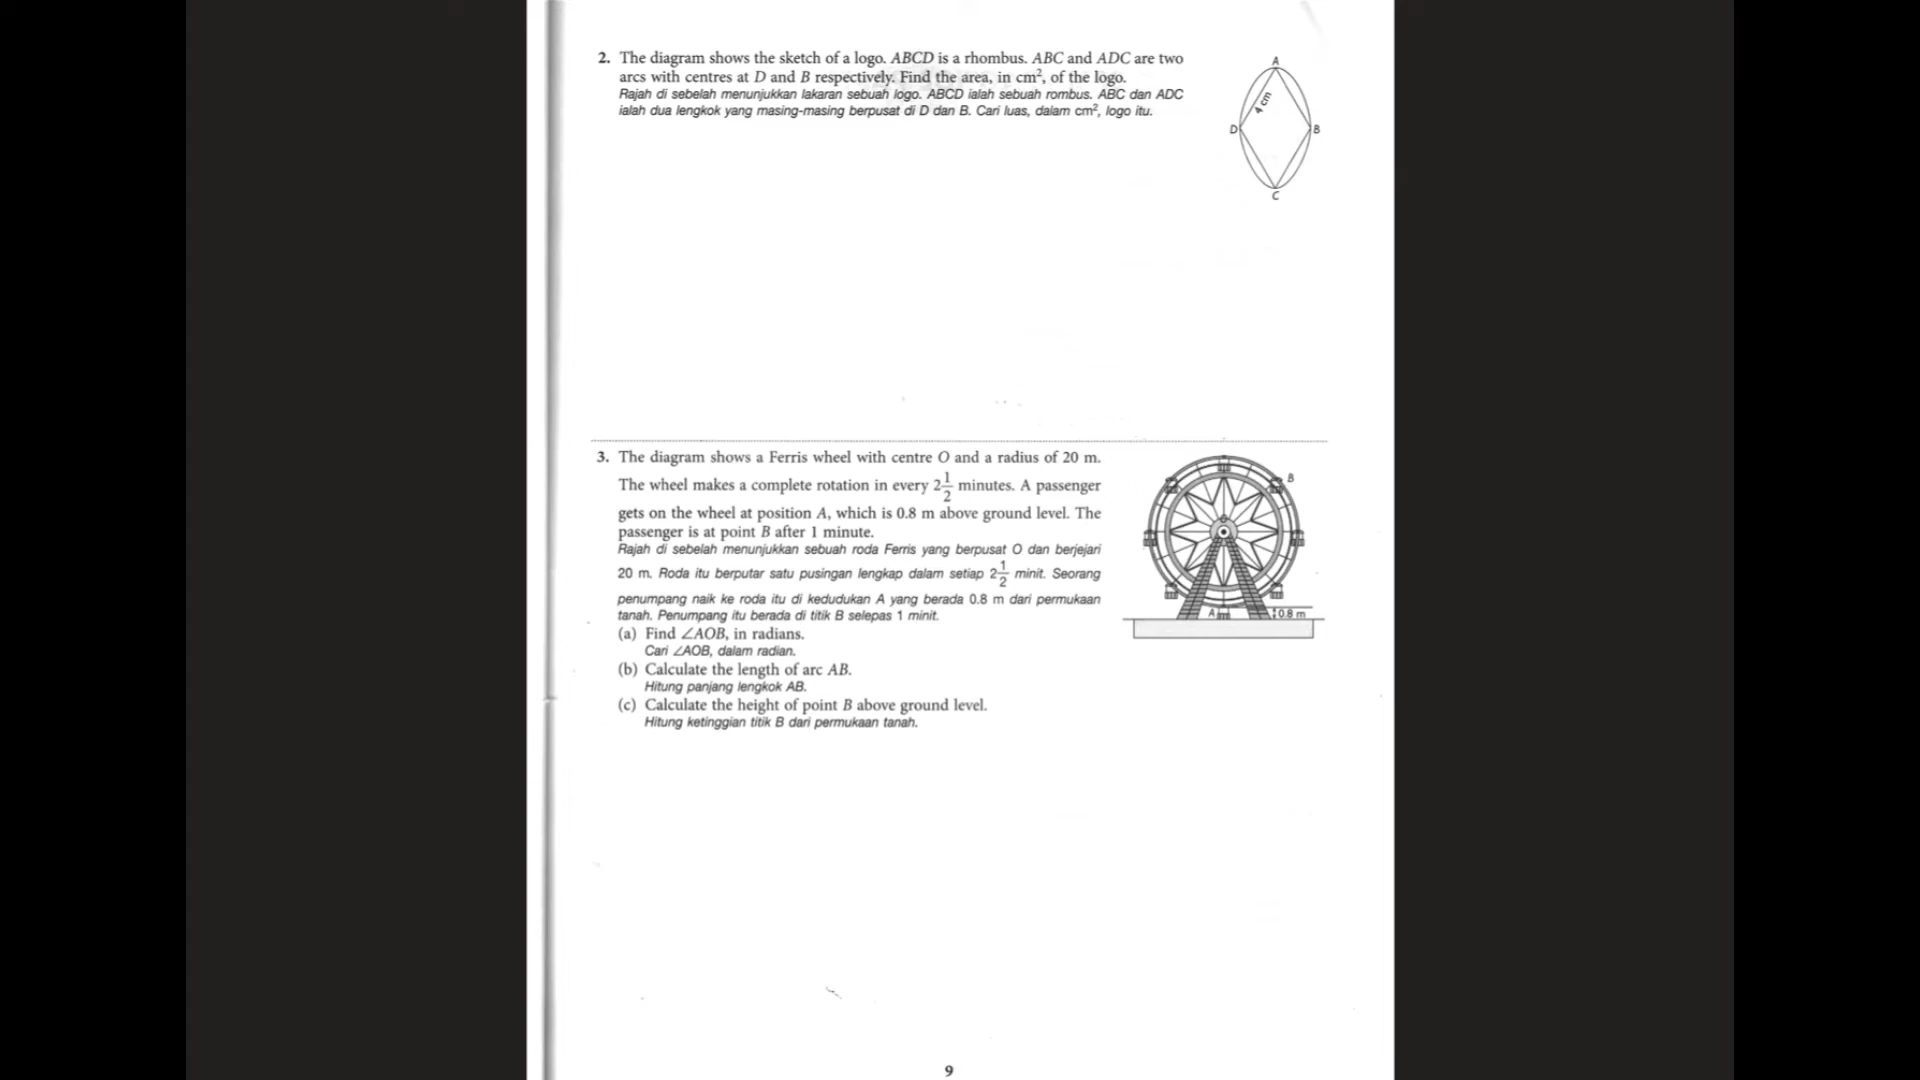 2. The diagram shows the sketch of a logo. ABCD is a rhombus. ABC and ADC are two
arcs with centres at D and B respectively. Find the area, in cm², of the logo.
Rajah di sebelah menunjukkan lakaran sebuah logo. ABCD ialah sebuah rombus. ABC dan ADC
ialah dua lengkok yang masing-masing berpusat di D dan B. Cari luas, dalam cm², logo itu.
A
4 cm
D
B
C
3. The diagram shows a Ferris wheel with centre O and a radius of 20 m.
The wheel makes a complete rotation in every 2 1/2 minutes. A passenger
gets on the wheel at position A, which is 0.8 m above ground level. The
passenger is at point B after 1 minute.
Rajah di sebelah menunjukkan sebuah roda Ferris yang berpusat O dan berjejari
20 m. Roda itu berputar satu pusingan lengkap dalam setiap 2 1/2 minit. Seorang
penumpang naik ke roda itu di kedudukan A yang berada 0.8 m dari permukaan
tanah. Penumpang itu berada di titik B selepas 1 minit.
(a) Find ∠AOB, in radians.
Cari ∠AOB, dalam radian.
(b) Calculate the length of arc AB.
Hitung panjang lengkok AB.
(c) Calculate the height of point B above ground level.
Hitung ketinggian titik B dari permukaan tanah.
B
O
A
0.8 m
9